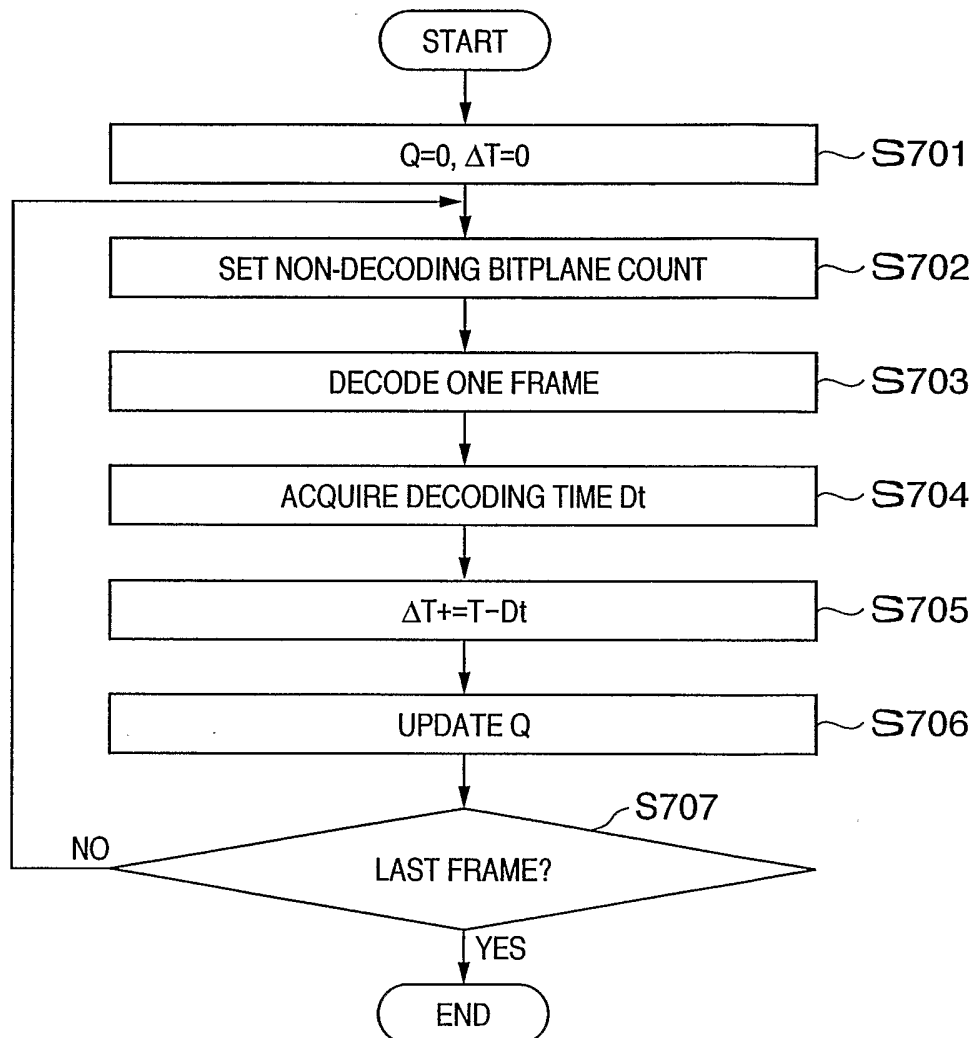 START
Q=0, ΔT=0
S701
SET NON-DECODING BITPLANE COUNT
S702
DECODE ONE FRAME
S703
ACQUIRE DECODING TIME Dt
S704
ΔT+=T-Dt
S705
UPDATE Q
S706
S707
NO
LAST FRAME?
YES
END